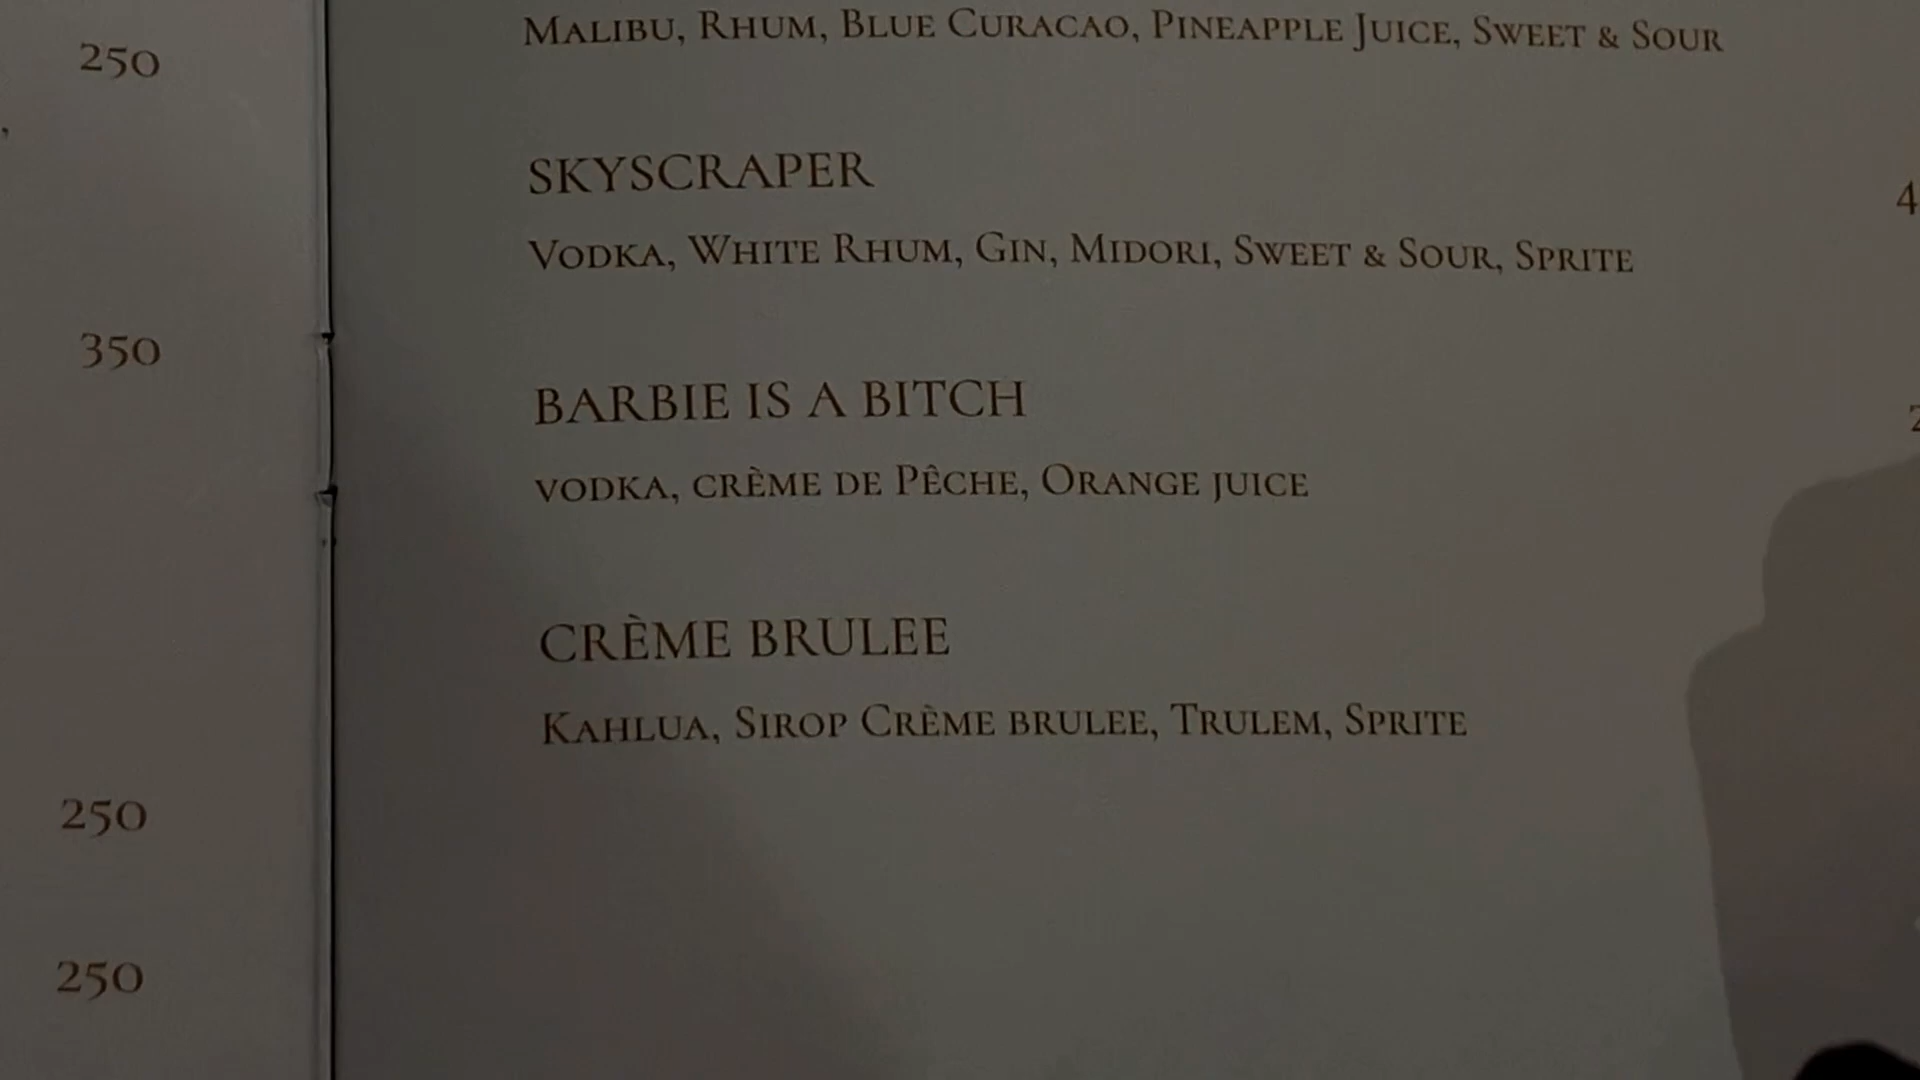 250
350
250
250
Malibu, Rhum, Blue Curacao, Pineapple Juice, Sweet & Sour
SKYSCRAPER
4
Vodka, White Rhum, Gin, Midori, Sweet & Sour, Sprite
BARBIE IS A BITCH
2
vodka, crème de Pêche, Orange juice
CRÈME BRULEE
Kahlua, Sirop Crème brulee, Trulem, Sprite